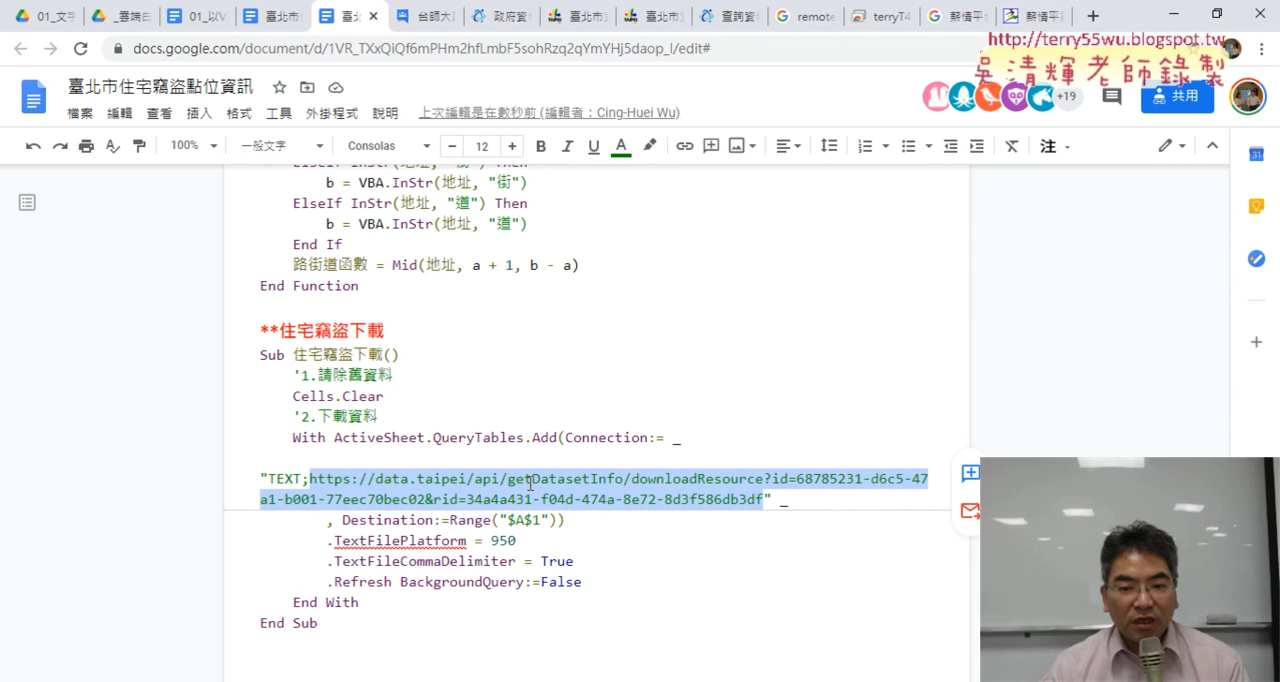 01_文字
_雲端白
01_以V
臺北市
臺
台師大
政府資
臺北市
臺北市
查詢資
remote
terryT4
蘇情平
蘇情平
docs.google.com/document/d/1VR_TXxQiQf6mPHm2hfLmbF5sohRzq2qYmYHj5daop_I/edit#
http://terry55wu.blogspot.tw
吳清輝老師錄製
臺北市住宅竊盜點位資訊
檔案 編輯 查看 插入 格式 工具 外掛程式 說明 上次編輯是在數秒前 (編輯者：Cing-Huei Wu)
+19
共用
100% 一般文字 Consolas 12 注
31
b = VBA.InStr(地址, "街")
ElseIf InStr(地址, "道") Then
b = VBA.InStr(地址, "道")
End If
路街道函數 = Mid(地址, a + 1, b - a)
End Function
**住宅竊盜下載
Sub 住宅竊盜下載()
'1.請除舊資料
Cells.Clear
'2.下載資料
With ActiveSheet.QueryTables.Add(Connection:= _
"TEXT;https://data.taipei/api/getDatasetInfo/downloadResource?id=68785231-d6c5-47
a1-b001-77eec70bec02&rid=34a4a431-f04d-474a-8e72-8d3f586db3df" _
, Destination:=Range("$A$1"))
.TextFilePlatform = 950
.TextFileCommaDelimiter = True
.Refresh BackgroundQuery:=False
End With
End Sub